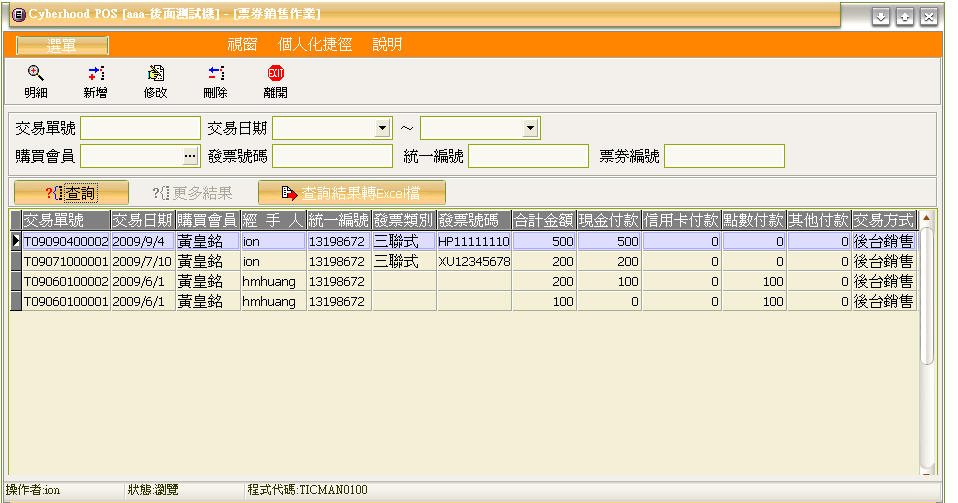 Cyberhood POS [aaa-後面測試機] - [票券銷售作業]
選單 視窗 個人化捷徑 說明
明細 新增 修改 刪除 EXIT 離開
交易單號 交易日期 ～
購買會員 ... 發票號碼 統一編號 票券編號
?{ 查詢 ?{ 更多結果 查詢結果轉Excel檔
交易單號 交易日期 購買會員 經 手 人 統一編號 發票類別 發票號碼 合計金額 現金付款 信用卡付款 點數付款 其他付款 交易方式
T09090400002 2009/9/4 黃皇銘 ion 13198672 三聯式 HP11111110 500 500 0 0 0 後台銷售
T09071000001 2009/7/10 黃皇銘 ion 13198672 三聯式 XU12345678 200 200 0 0 0 後台銷售
T09060100002 2009/6/1 黃皇銘 hmhuang 13198672 200 100 0 100 0 後台銷售
T09060100001 2009/6/1 黃皇銘 hmhuang 13198672 100 0 0 100 0 後台銷售
操作者:ion 狀態:瀏覽 程式代碼:TICMAN0100